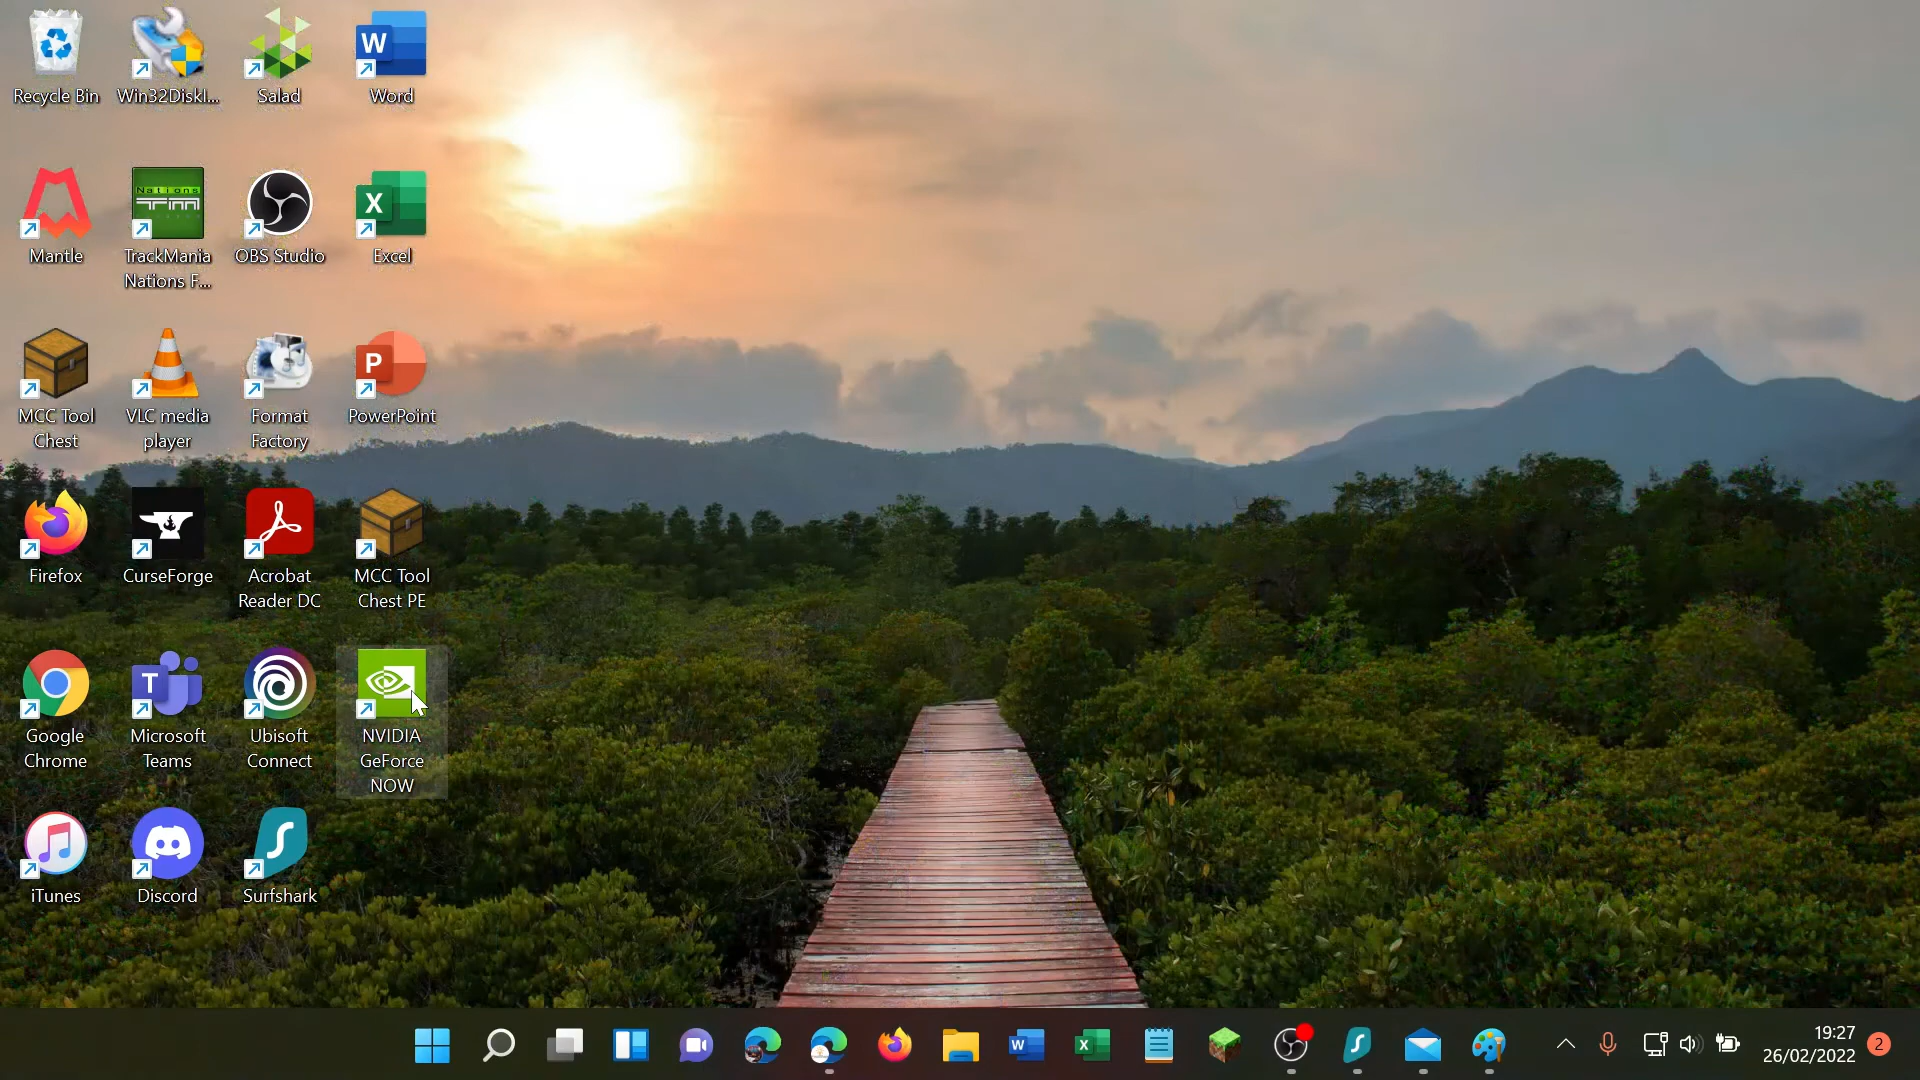 Recycle Bin
Win32DiskI...
Salad
Word
Mantle
TrackMania
Nations F...
OBS Studio
Excel
MCC Tool
Chest
VLC media
player
Format
Factory
PowerPoint
Firefox
CurseForge
Acrobat
Reader DC
MCC Tool
Chest PE
Google
Chrome
Microsoft
Teams
Ubisoft
Connect
NVIDIA
GeForce
NOW
iTunes
Discord
Surfshark
19:27
26/02/2022
2